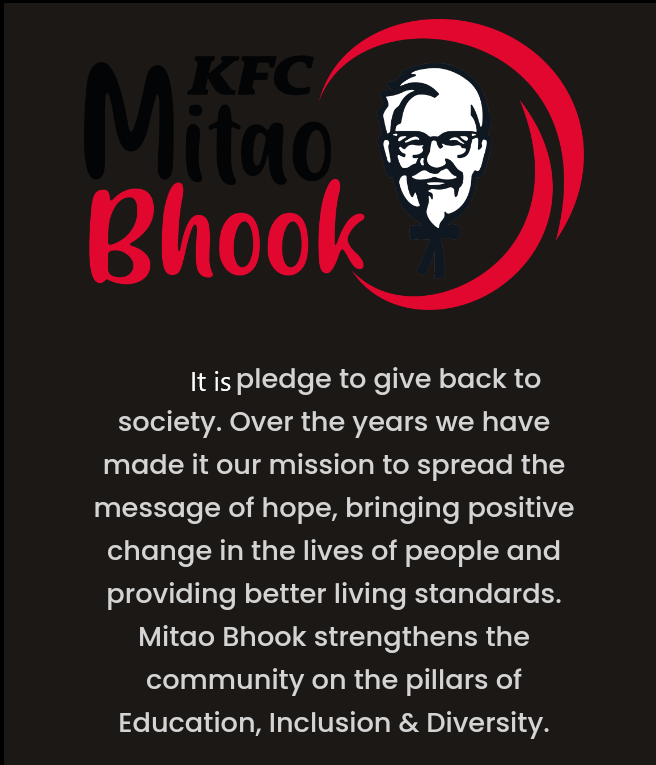 KFC
Mitao
Bhook
It is pledge to give back to
society. Over the years we have
made it our mission to spread the
message of hope, bringing positive
change in the lives of people and
providing better living standards.
Mitao Bhook strengthens the
community on the pillars of
Education, Inclusion & Diversity.